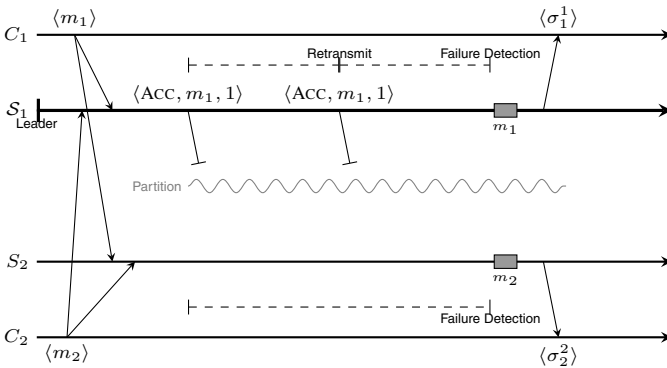 ⟨m₁⟩
⟨σ₁¹⟩
C₁
Retransmit
Failure Detection
⟨ACC, m₁, 1⟩
⟨ACC, m₁, 1⟩
S₁
Leader
m₁
Partition
S₂
m₂
Failure Detection
C₂
⟨m₂⟩
⟨σ₂²⟩